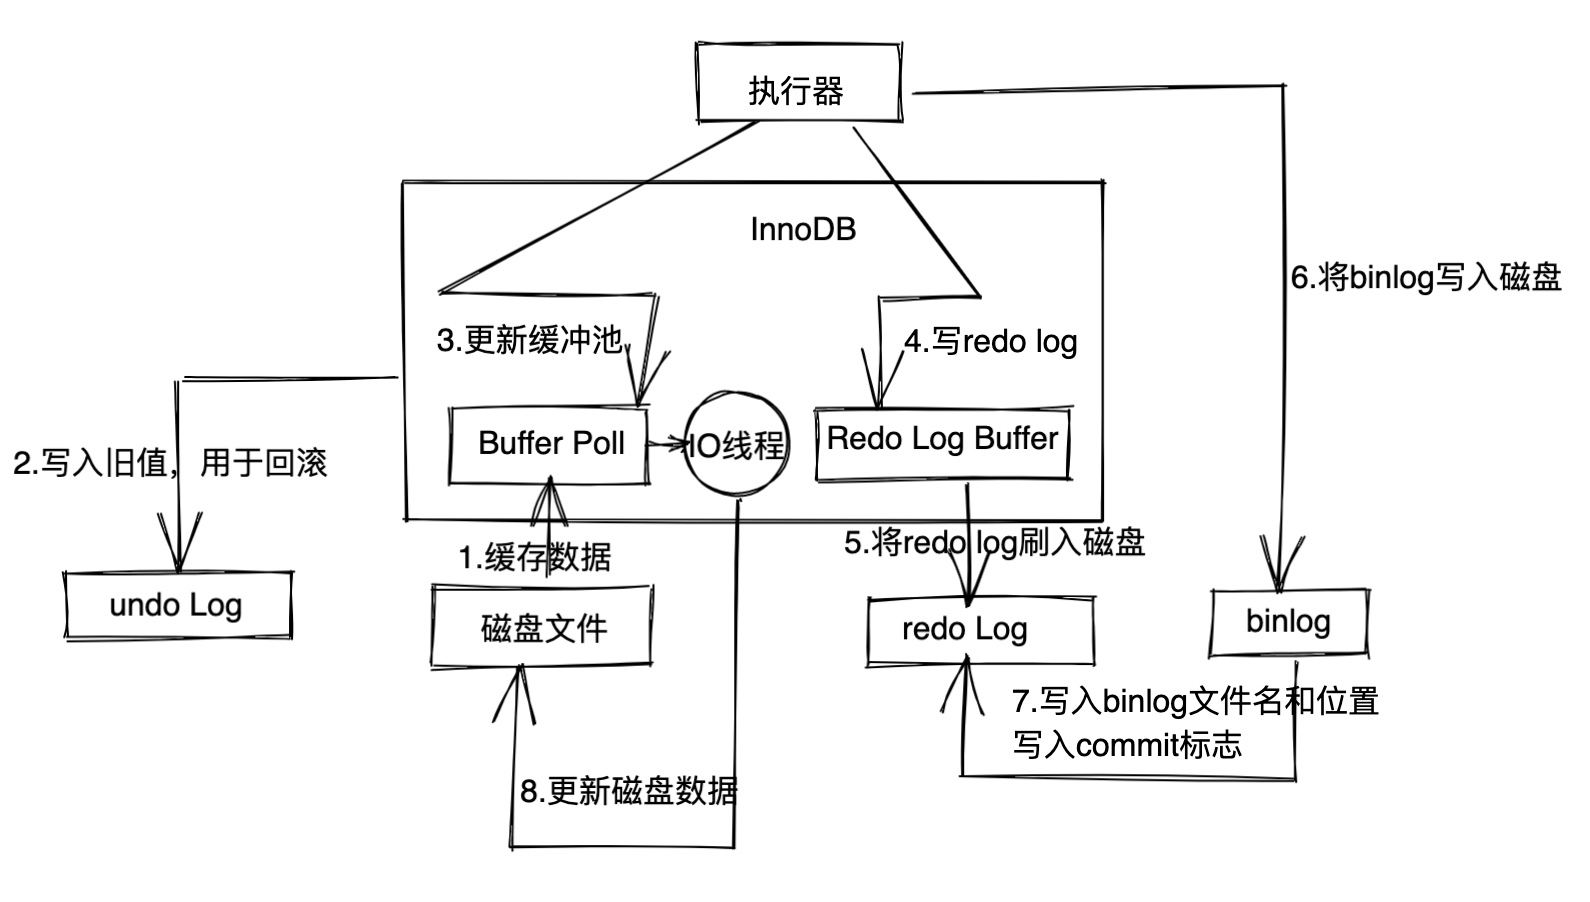 执行器
InnoDB
6.将binlog写入磁盘
3.更新缓冲池
4.写redo log
Buffer Poll
IO线程
Redo Log Buffer
2.写入旧值，用于回滚
1.缓存数据
5.将redo log刷入磁盘
undo Log
磁盘文件
redo Log
binlog
7.写入binlog文件名和位置
写入commit标志
8.更新磁盘数据